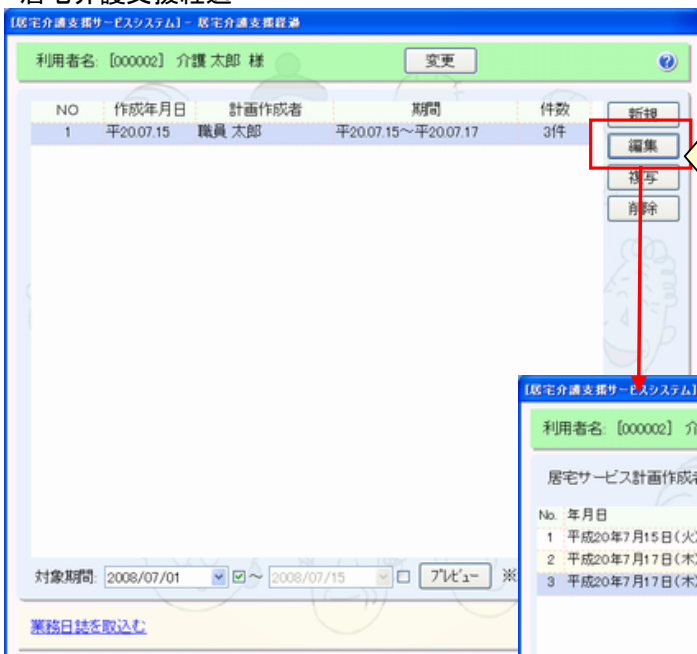 [居宅介護支援サービスシステム] - 居宅介護支援経過
利用者名: [000002] 介護 太郎 様
変更
NO 作成年月日 計画作成者 期間 件数
1 平20.07.15 職員 太郎 平20.07.15～平20.07.17 3件
新規
編集
複写
削除
[居宅介護支援サービスシステム]
利用者名: [000002] 介
居宅サービス計画作成者
No. 年月日
1 平成20年7月15日(火)
2 平成20年7月17日(木)
3 平成20年7月17日(木)
対象期間: 2008/07/01 ～ 2008/07/15 プレビュー ※
業務日誌を取込む